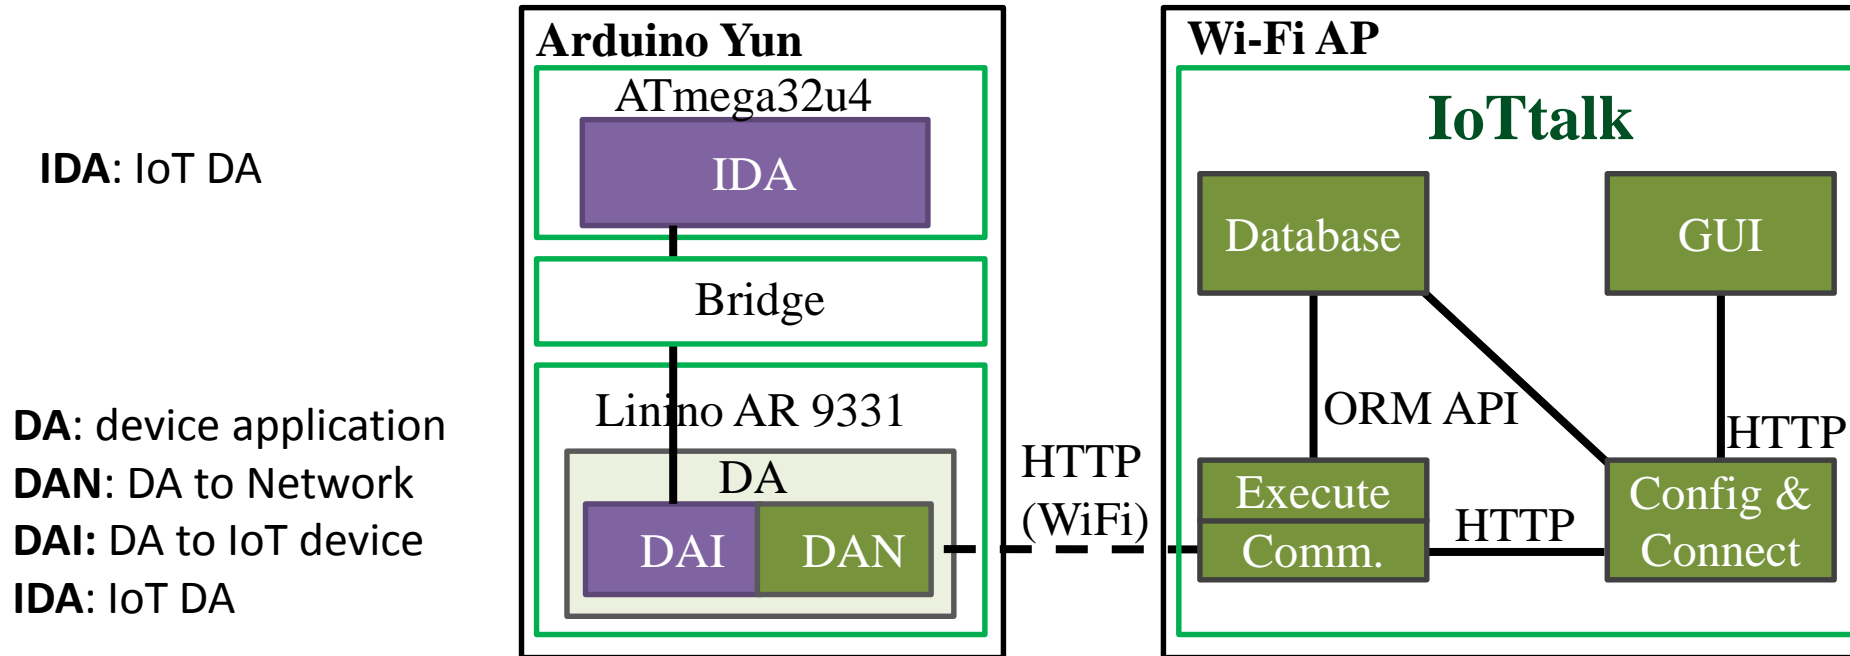 IDA: IoT DA
DA: device application
DAN: DA to Network
DAI: DA to IoT device
IDA: IoT DA
Arduino Yun
ATmega32u4
IDA
Bridge
Linino AR 9331
DA
DAI
DAN
HTTP
(WiFi)
Wi-Fi AP
IoTtalk
Database
GUI
ORM API
HTTP
Execute
Comm.
HTTP
Config &
Connect